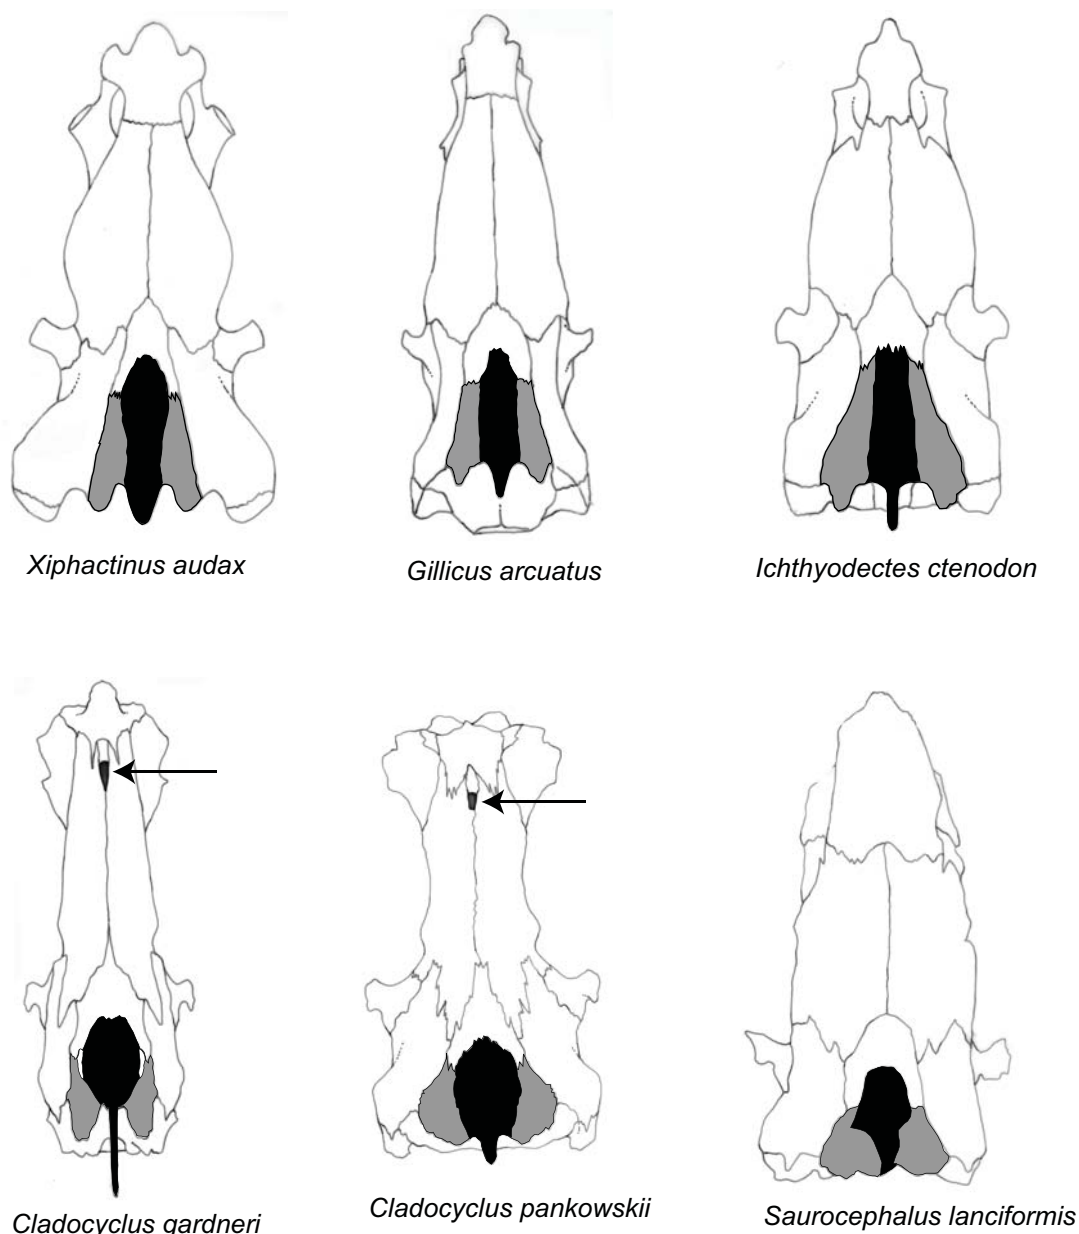 Xiphactinus audax
Gillicus arcuatus
Ichthyodectes ctenodon
Cladocyclus gardneri
Cladocyclus pankowskii
Saurocephalus lanciformis